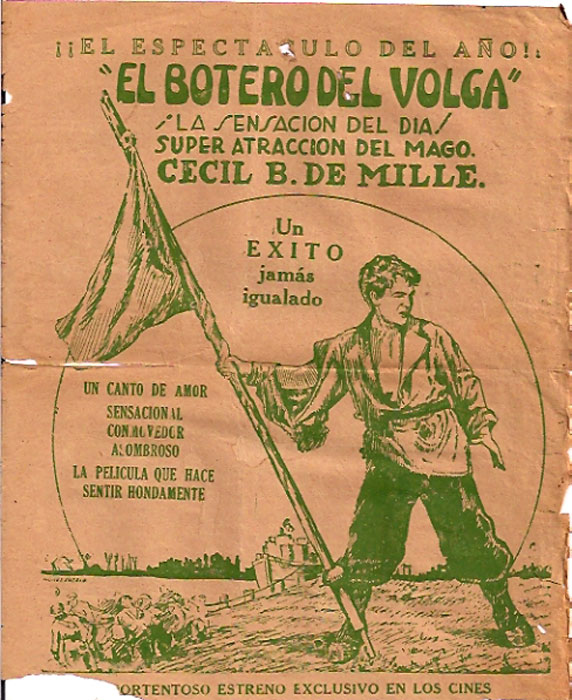 ¡¡EL ESPECTACULO DEL AÑO!!
"EL BOTERO DEL VOLGA"
¡LA SENSACION DEL DIA!
SUPER ATRACCION DEL MAGO.
CECIL B. DE MILLE.
Un
EXITO
jamás
igualado
UN CANTO DE AMOR
SENSACIONAL
CONMOVEDOR
ASOMBROSO
LA PELICULA QUE HACE
SENTIR HONDAMENTE
PORTENTOSO ESTRENO EXCLUSIVO EN LOS CINES